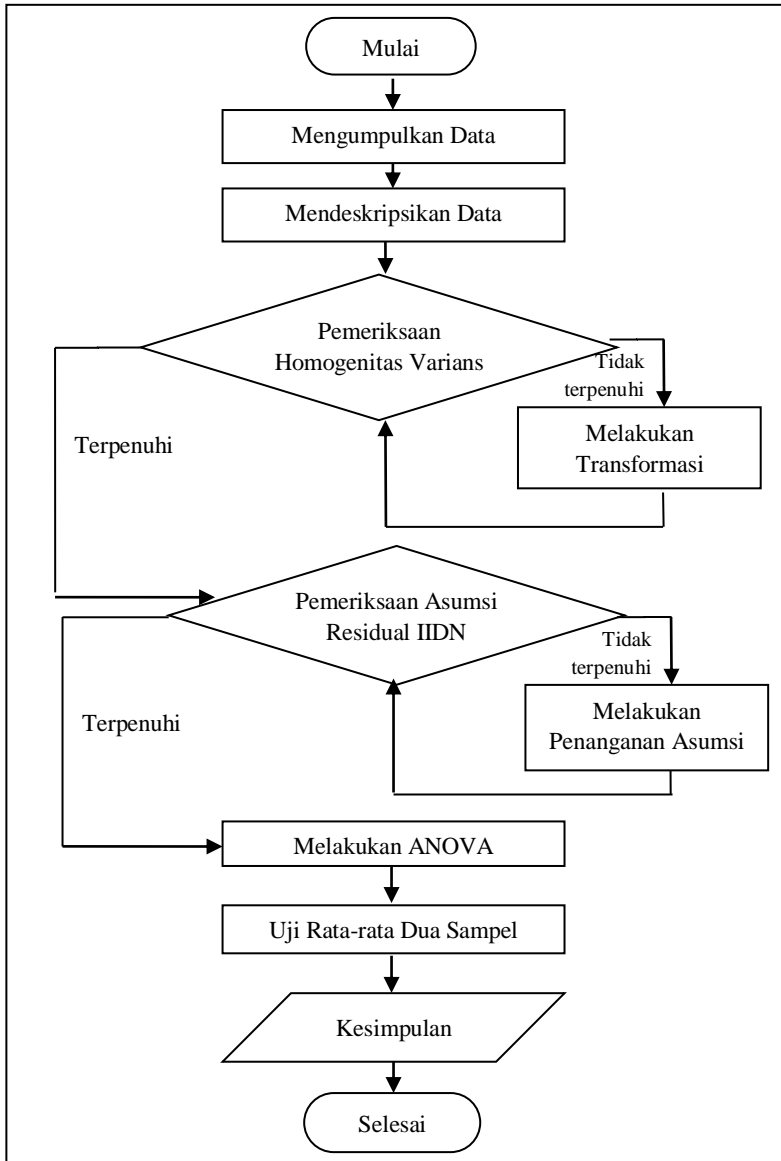 Mulai
Mengumpulkan Data
Mendeskripsikan Data
Pemeriksaan
Homogenitas Varians
Tidak
terpenuhi
Melakukan
Transformasi
Terpenuhi
Pemeriksaan Asumsi
Residual IIDN
Tidak
terpenuhi
Melakukan
Penanganan Asumsi
Terpenuhi
Melakukan ANOVA
Uji Rata-rata Dua Sampel
Kesimpulan
Selesai